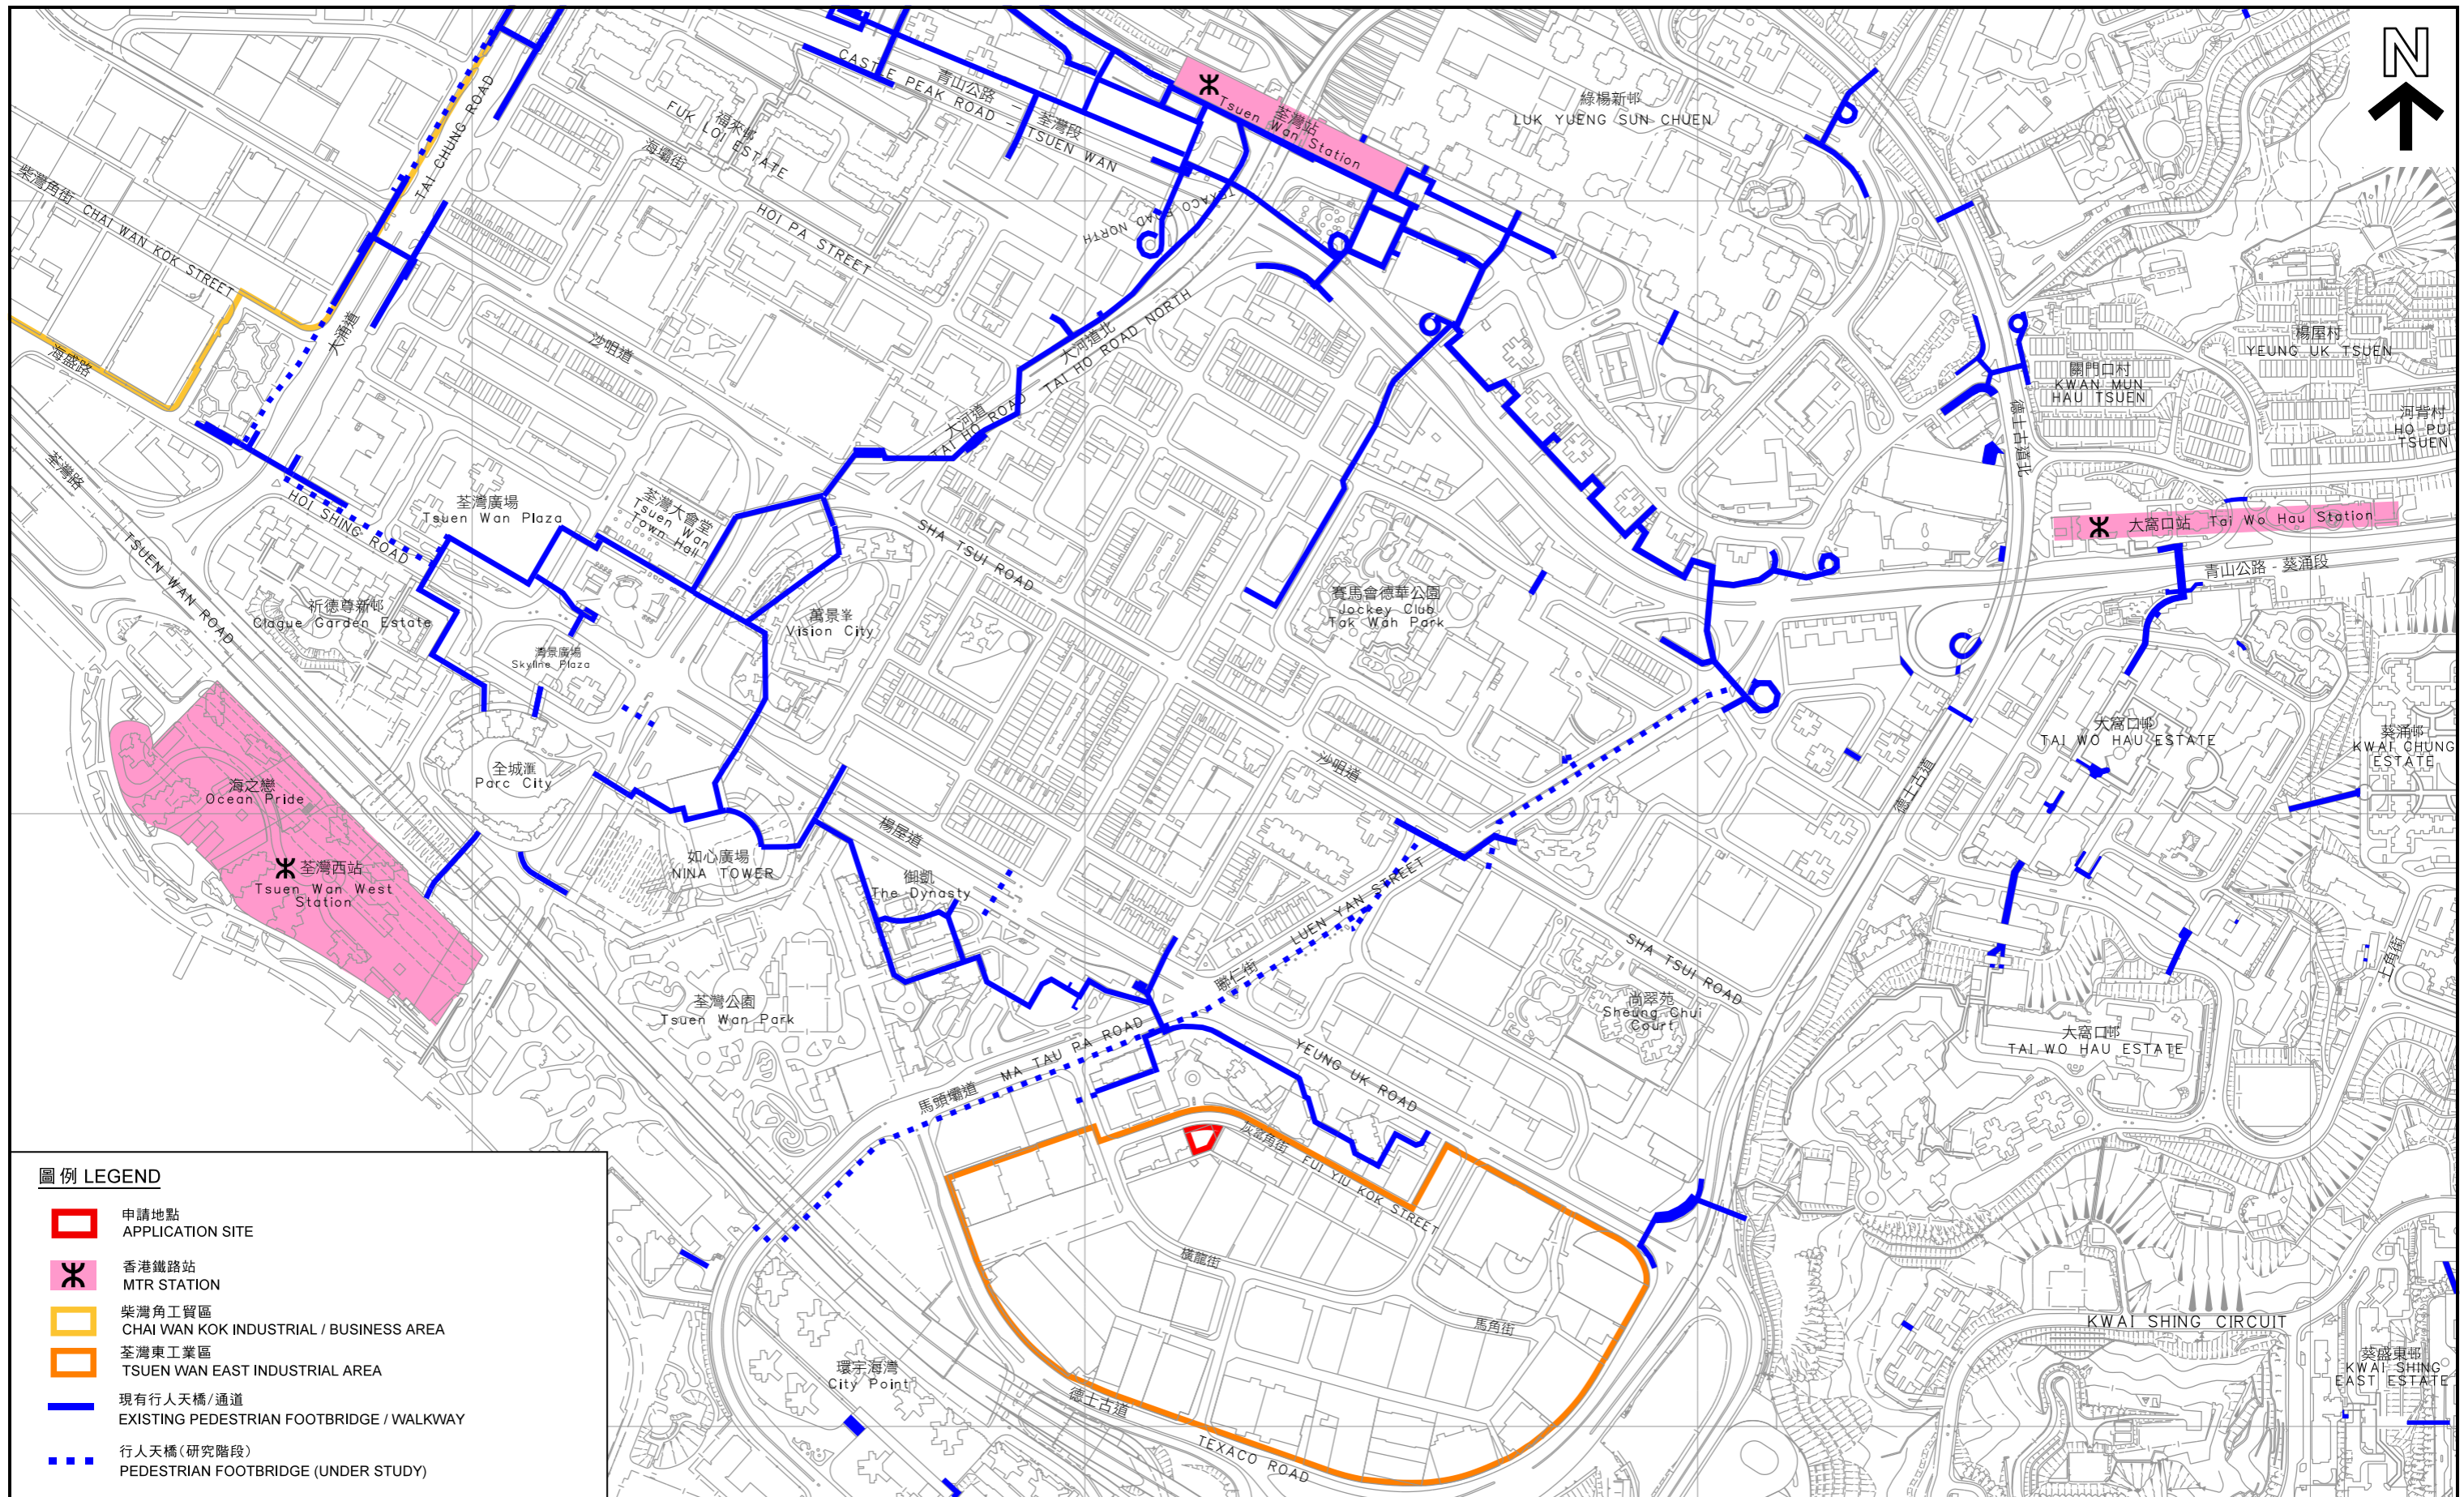 N
CASTLE PEAK ROAD - TSUEN WAN
青山公路 - 荃灣段
荃灣站
Tsuen Wan Station
綠楊新邨
LUK YEUNG SUN CHUEN
TAI CHUNG ROAD
大涌道
福來邨
FUK LOI ESTATE
海壩街
HOI PA STREET
TEXACO ROAD NORTH
柴灣角街 CHAI WAN KOK STREET
海盛路
沙咀道
大河道北
TAI HO ROAD NORTH
大河道
TAI HO ROAD
楊屋村
YEUNG UK TSUEN
關門口村
KWAN MUN
HAU TSUEN
河背村
HO PUI
TSUEN
德士古道北
荃灣路
TSUEN WAN ROAD
HOI SHING ROAD
荃灣廣場
Tsuen Wan Plaza
荃灣大會堂
Tsuen Wan
Town Hall
SHA TSUI ROAD
大窩口站 Tai Wo Hau Station
青山公路 - 葵涌段
祈德尊新邨
Clague Garden Estate
萬景峯
Vision City
賽馬會德華公園
Jockey Club
Tak Wah Park
灣景廣場
Skyline Plaza
大窩口邨
TAI WO HAU ESTATE
葵涌邨
KWAI CHUNG
ESTATE
全城滙
Parc City
海之戀
Ocean Pride
沙咀道
德士古道
荃灣西站
Tsuen Wan West
Station
如心廣場
NINA TOWER
楊屋道
御凱
The Dynasty
LUEN YAN STREET
聯仁街
SHA TSUI ROAD
上角街
荃灣公園
Tsuen Wan Park
尚翠苑
Sheung Chui
Court
大窩口邨
TAI WO HAU ESTATE
馬頭壩道 MA TAU PA ROAD
YEUNG UK ROAD
灰窰角街 FUI YIU KOK STREET
橫龍街
馬角街
KWAI SHING CIRCUIT
葵盛東邨
KWAI SHING
EAST ESTATE
環宇海灣
City Point
德士古道
TEXACO ROAD
圖例 LEGEND
申請地點
APPLICATION SITE
香港鐵路站
MTR STATION
柴灣角工貿區
CHAI WAN KOK INDUSTRIAL / BUSINESS AREA
荃灣東工業區
TSUEN WAN EAST INDUSTRIAL AREA
現有行人天橋/通道
EXISTING PEDESTRIAN FOOTBRIDGE / WALKWAY
行人天橋(研究階段)
PEDESTRIAN FOOTBRIDGE (UNDER STUDY)